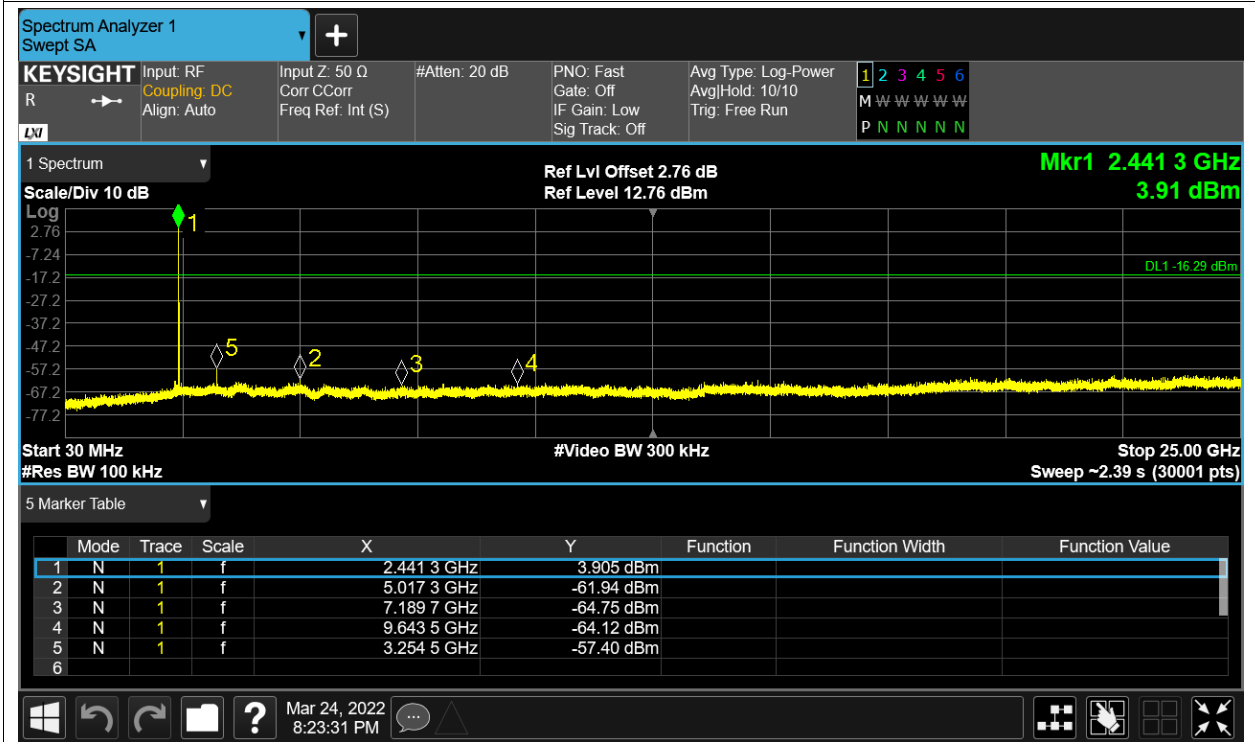 Spectrum Analyzer 1
Swept SA
+
KEYSIGHT Input: RF Input Z: 50 Ω #Atten: 20 dB PNO: Fast Avg Type: Log-Power 1 2 3 4 5 6
R Coupling: DC Corr CCorr Gate: Off Avg|Hold: 10/10 M W W W W W
Align: Auto Freq Ref: Int (S) IF Gain: Low Trig: Free Run
LXI Sig Track: Off P N N N N N
1 Spectrum Ref Lvl Offset 2.76 dB Mkr1 2.441 3 GHz
Scale/Div 10 dB Ref Level 12.76 dBm 3.91 dBm
Log
1
2.76
-7.24
DL1 -16.29 dBm
-17.2
-27.2
-37.2
-47.2 5 2 3 4
-57.2
-67.2
-77.2
Start 30 MHz #Video BW 300 kHz Stop 25.00 GHz
#Res BW 100 kHz Sweep ~2.39 s (30001 pts)
5 Marker Table
Mode Trace Scale X Y Function Function Width Function Value
1 N 1 f 2.441 3 GHz 3.905 dBm
2 N 1 f 5.017 3 GHz -61.94 dBm
3 N 1 f 7.189 7 GHz -64.75 dBm
4 N 1 f 9.643 5 GHz -64.12 dBm
5 N 1 f 3.254 5 GHz -57.40 dBm
6
? Mar 24, 2022
8:23:31 PM